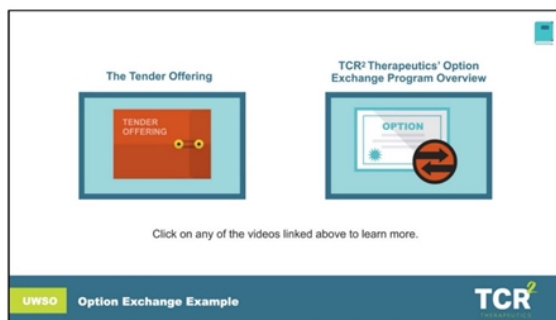 The Tender Offering
TCR² Therapeutics' Option
Exchange Program Overview
TENDER
OFFERING
OPTION
Click on any of the videos linked above to learn more.
UWSO
Option Exchange Example
TCR²
THERAPEUTICS